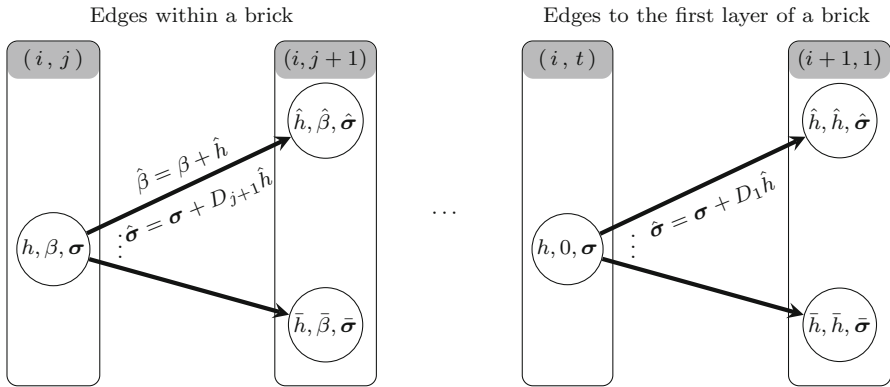 Edges within a brick
Edges to the first layer of a brick
( i , j )
(i, j + 1)
( i , t )
(i + 1, 1)
ĥ, β̂, σ̂
ĥ, ĥ, σ̂
β̂ = β + ĥ
σ̂ = σ + D_{j+1}ĥ
σ̂ = σ + D_1ĥ
...
h, β, σ
h, 0, σ
⋮
⋮
h̄, β̄, σ̄
h̄, h̄, σ̄